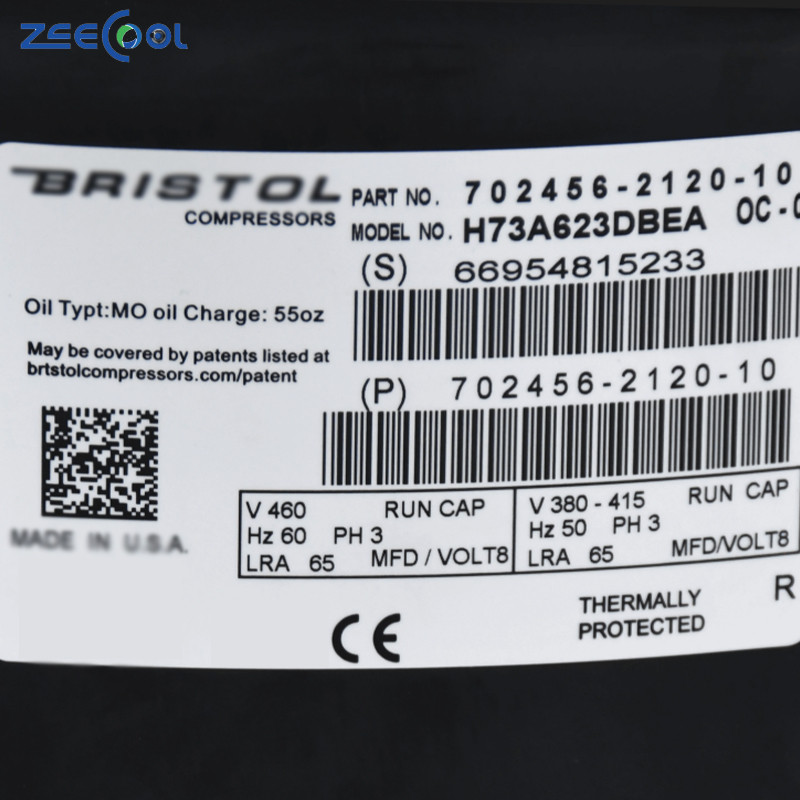 ZEECOOL
BRISTOL
COMPRESSORS
PART NO. 702456-2120-10
MODEL NO. H73A623DBEA OC-0
(S) 66954815233
Oil Typt:MO oil Charge: 55oz
May be covered by patents listed at
brtstolcompressors.com/patent
(P) 702456-2120-10
MADE IN U.S.A.
V 460 RUN CAP
Hz 60 PH 3
LRA 65 MFD / VOLT8
V 380 - 415 RUN CAP
Hz 50 PH 3
LRA 65 MFD/VOLT8
CE
THERMALLY
PROTECTED
R